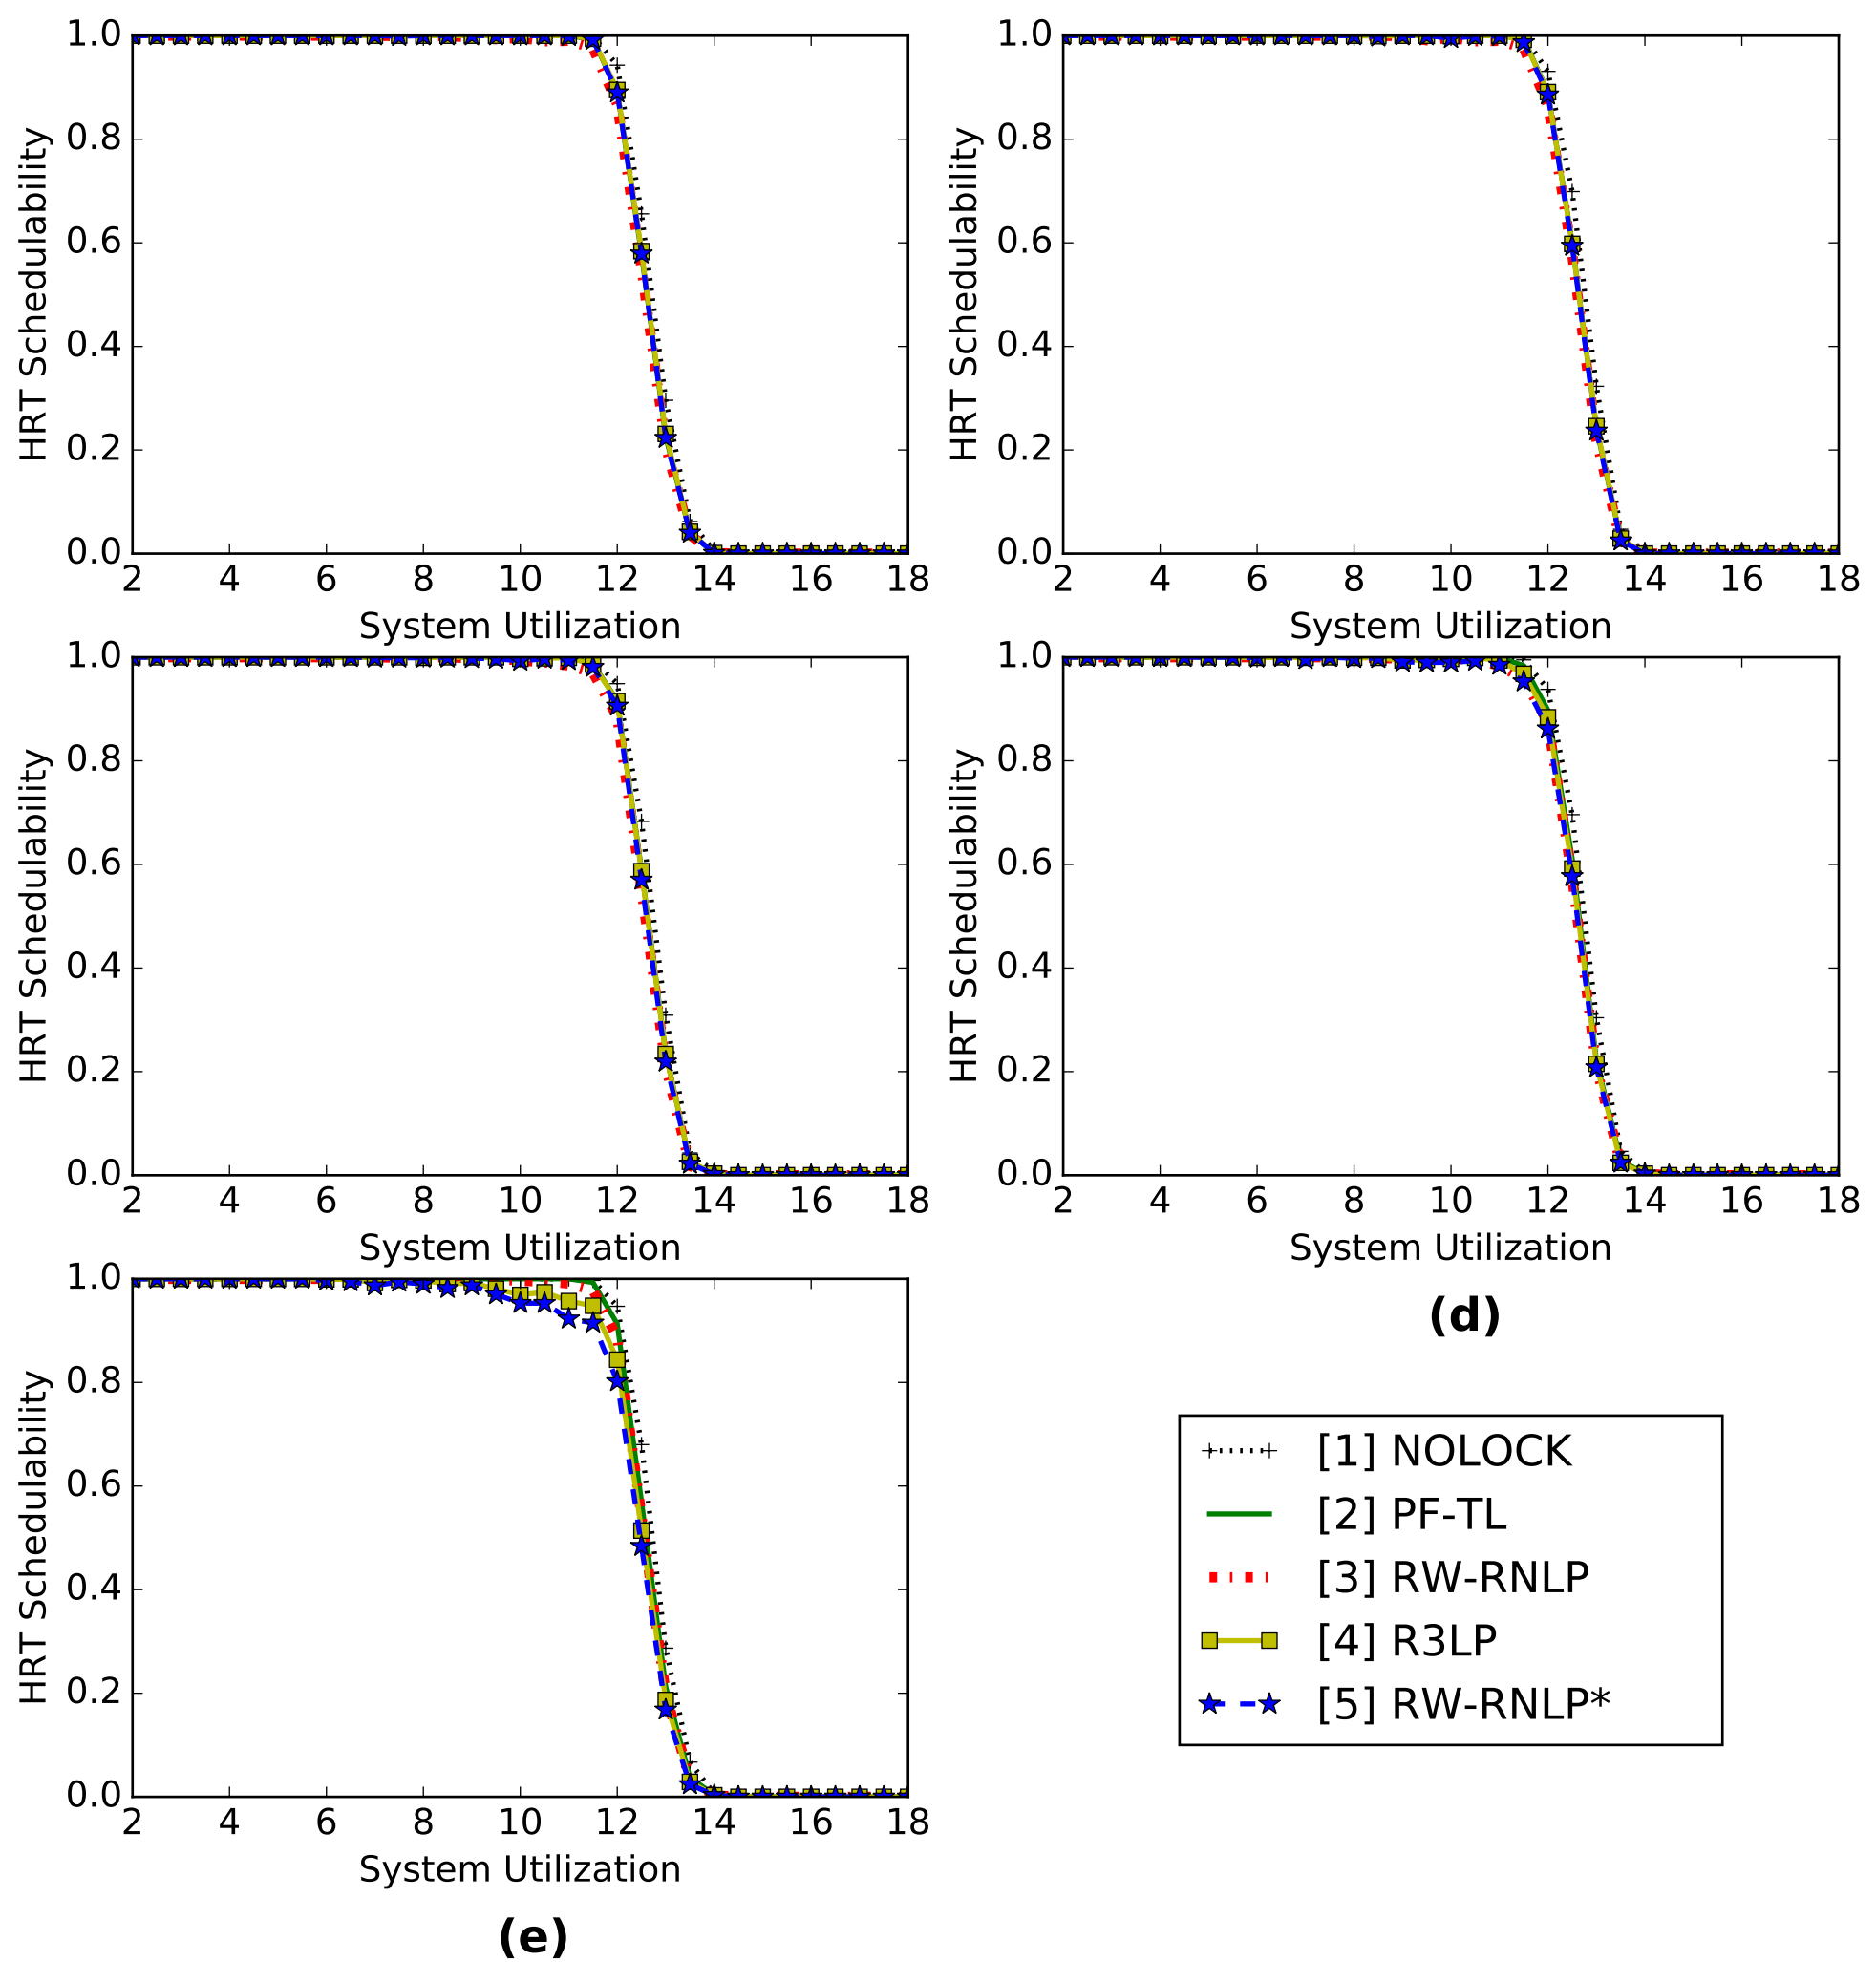 1.0
0.8
0.6
0.4
0.2
0.0
HRT Schedulability
2 4 6 8 10 12 14 16 18
System Utilization
1.0
0.8
0.6
0.4
0.2
0.0
HRT Schedulability
2 4 6 8 10 12 14 16 18
System Utilization
1.0
0.8
0.6
0.4
0.2
0.0
HRT Schedulability
2 4 6 8 10 12 14 16 18
System Utilization
1.0
0.8
0.6
0.4
0.2
0.0
HRT Schedulability
2 4 6 8 10 12 14 16 18
System Utilization
(d)
1.0
0.8
0.6
0.4
0.2
0.0
HRT Schedulability
2 4 6 8 10 12 14 16 18
System Utilization
(e)
[1] NOLOCK
[2] PF-TL
[3] RW-RNLP
[4] R3LP
[5] RW-RNLP*